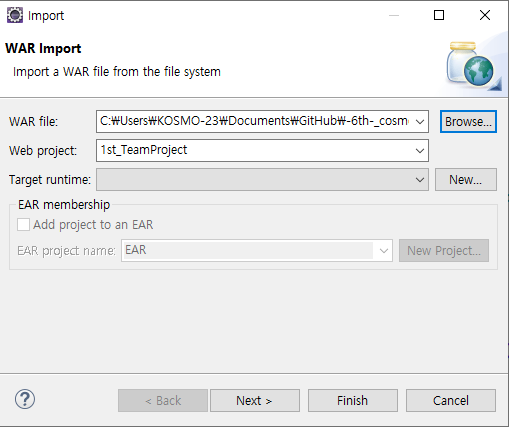 Import
WAR Import
Import a WAR file from the file system
WAR file: C:₩Users₩KOSMO-23₩Documents₩GitHub₩-6th-_cosm Browse...
Web project: 1st_TeamProject
Target runtime: New...
EAR membership
Add project to an EAR
EAR project name: EAR New Project...
< Back Next > Finish Cancel